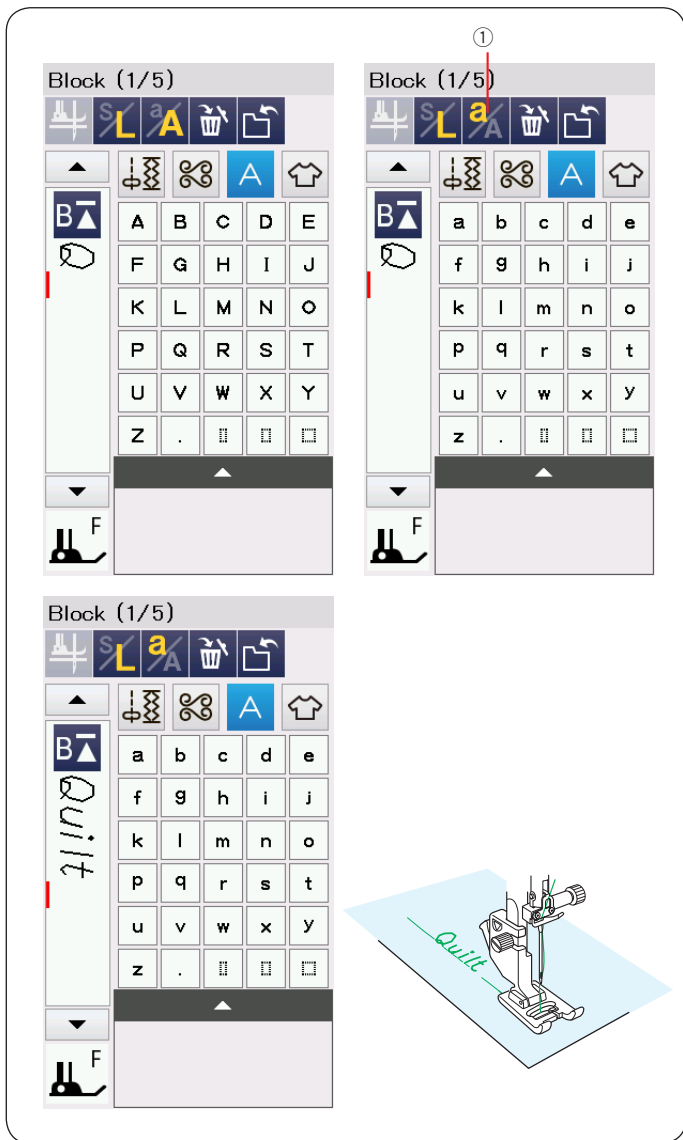 ①
Block (1/5)
S/L a/A
A
B
A B C D E
F G H I J
K L M N O
P Q R S T
U V W X Y
Z .
F
Block (1/5)
S/L a/A
A
B
a b c d e
f g h i j
k l m n o
p q r s t
u v w x y
z .
F
Block (1/5)
S/L a/A
A
B
Quilt
a b c d e
f g h i j
k l m n o
p q r s t
u v w x y
z .
F
Quilt